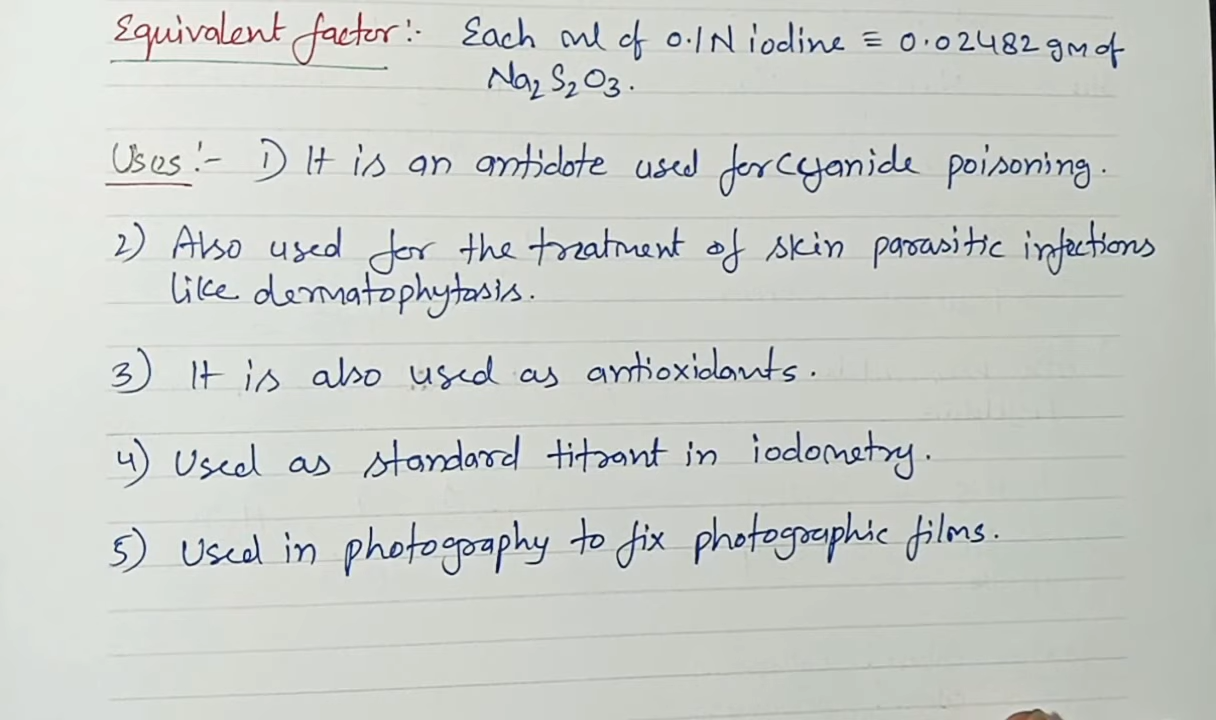 Equivalent factor:- Each ml of 0.1N iodine ≡ 0.02482 gm of
Na₂S₂O₃.
Uses:- 1) It is an antidote used for cyanide poisoning.
2) Also used for the treatment of skin parasitic infections
like dermatophytosis.
3) It is also used as antioxidants.
4) Used as standard titrant in iodometry.
5) Used in photography to fix photographic films.